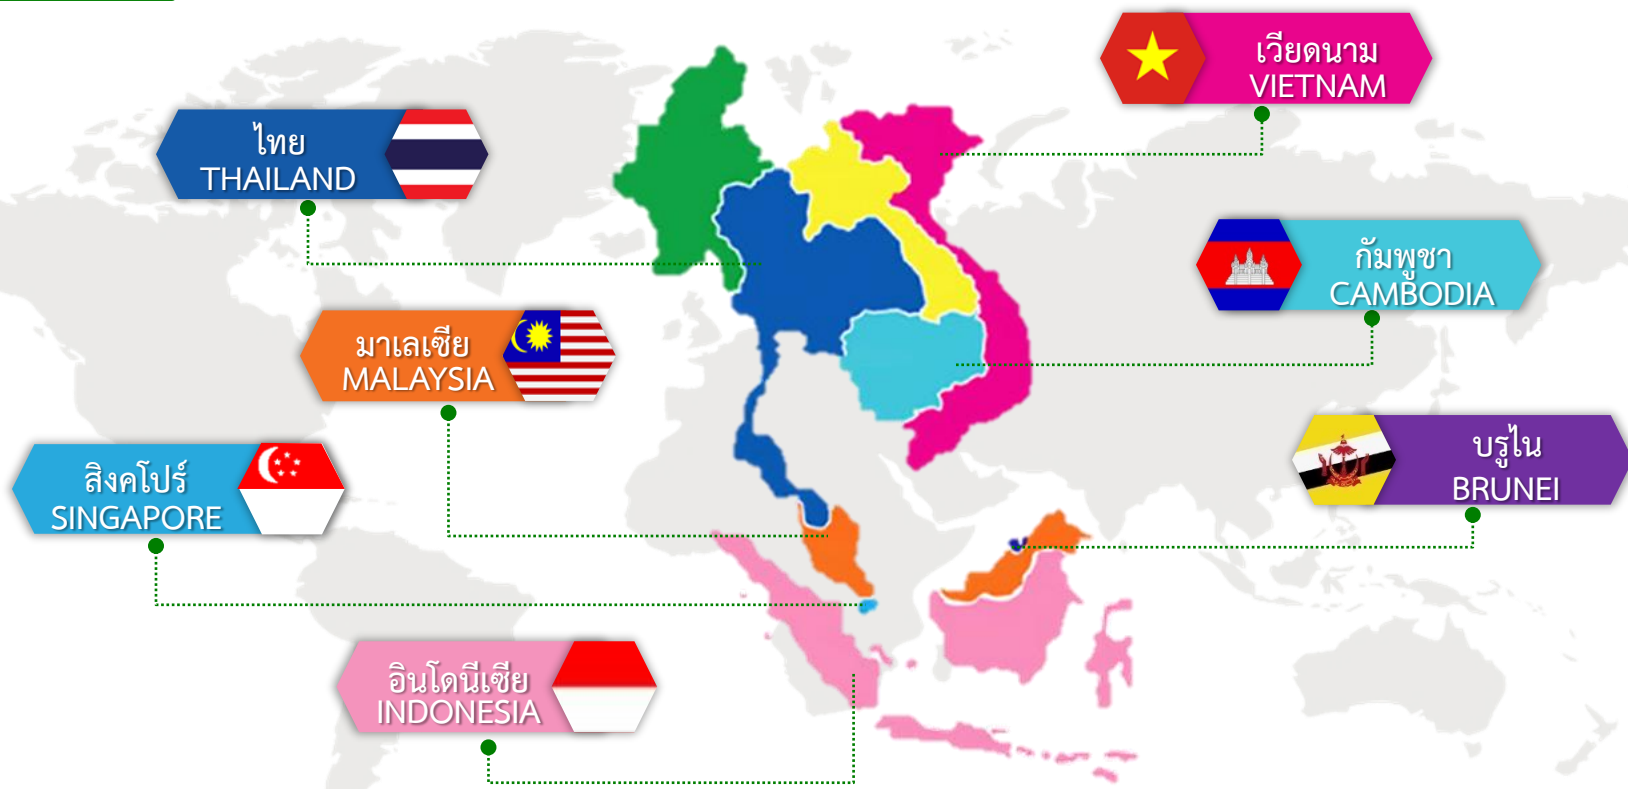 เวียดนาม
VIETNAM
ไทย
THAILAND
กัมพูชา
CAMBODIA
มาเลเซีย
MALAYSIA
บรูไน
BRUNEI
สิงคโปร์
SINGAPORE
อินโดนีเซีย
INDONESIA